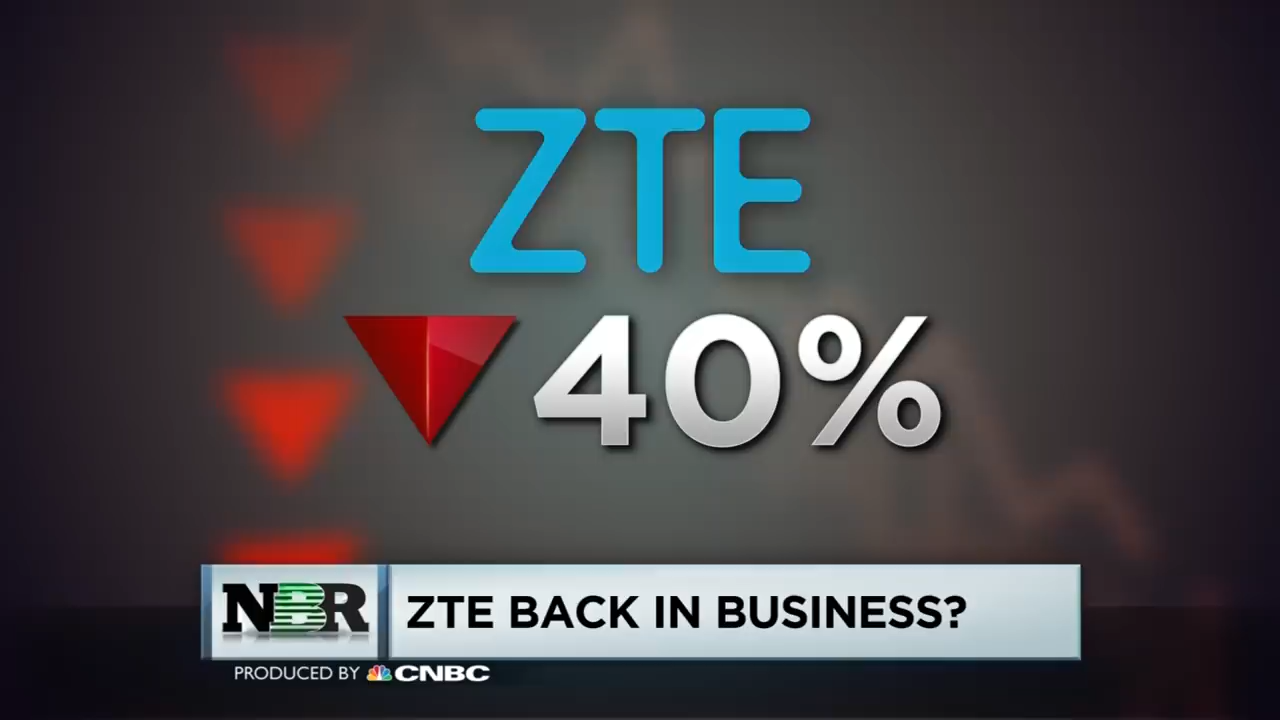 ZTE
40%
NBR
ZTE BACK IN BUSINESS?
PRODUCED BY CNBC